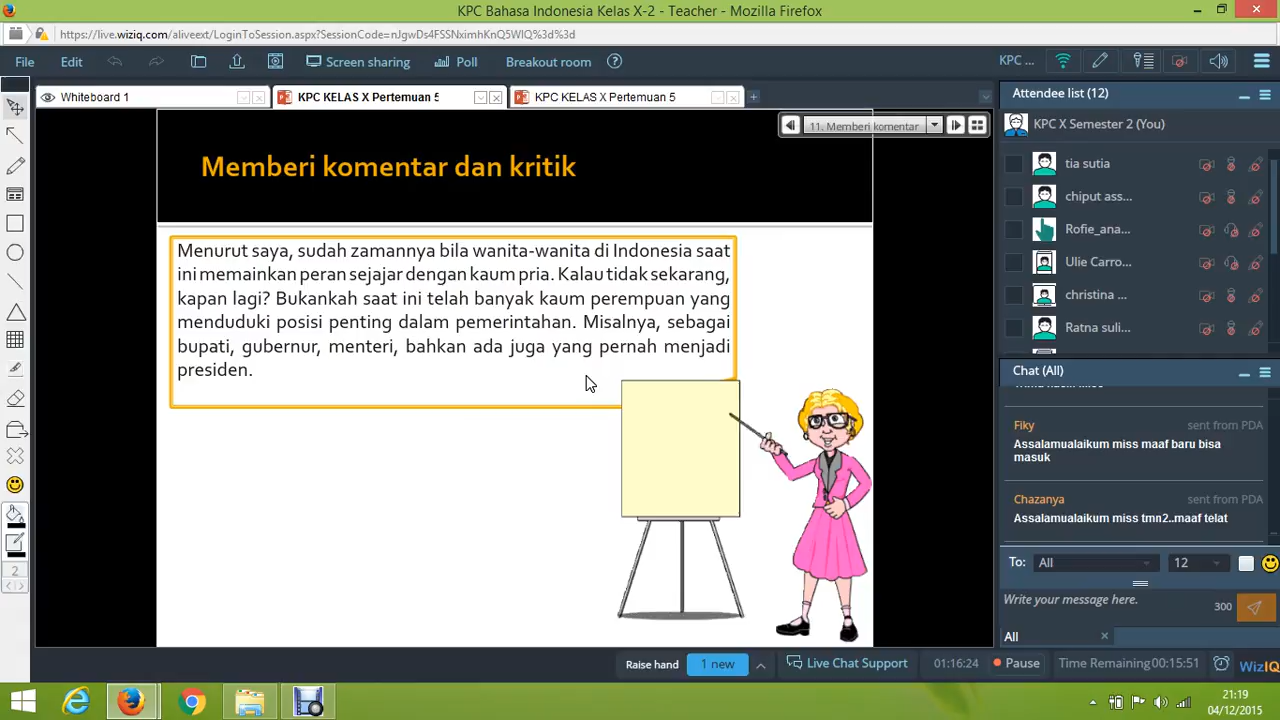 KPC Bahasa Indonesia Kelas X-2 - Teacher - Mozilla Firefox
https://live.wiziq.com/aliveext/LoginToSession.aspx?SessionCode=nJgwDs4FSSNximhKnQ5WIQ%3d%3d
File Edit Screen sharing Poll Breakout room ? KPC ...
Whiteboard 1 KPC KELAS X Pertemuan 5 KPC KELAS X Pertemuan 5
11. Memberi komentar
Memberi komentar dan kritik
Menurut saya, sudah zamannya bila wanita-wanita di Indonesia saat
ini memainkan peran sejajar dengan kaum pria. Kalau tidak sekarang,
kapan lagi? Bukankah saat ini telah banyak kaum perempuan yang
menduduki posisi penting dalam pemerintahan. Misalnya, sebagai
bupati, gubernur, menteri, bahkan ada juga yang pernah menjadi
presiden.
2
Attendee list (12)
KPC X Semester 2 (You)
tia sutia
chiput ass...
Rofie_ana...
Ulie Carro...
christina ...
Ratna suli...
Chat (All)
Fiky sent from PDA
Assalamualaikum miss maaf baru bisa
masuk
Chazanya sent from PDA
Assalamualaikum miss tmn2..maaf telat
To: All 12
Write your message here. 300
All
Raise hand 1 new Live Chat Support 01:16:24 Pause Time Remaining 00:15:51 WizIQ
21:19
04/12/2015